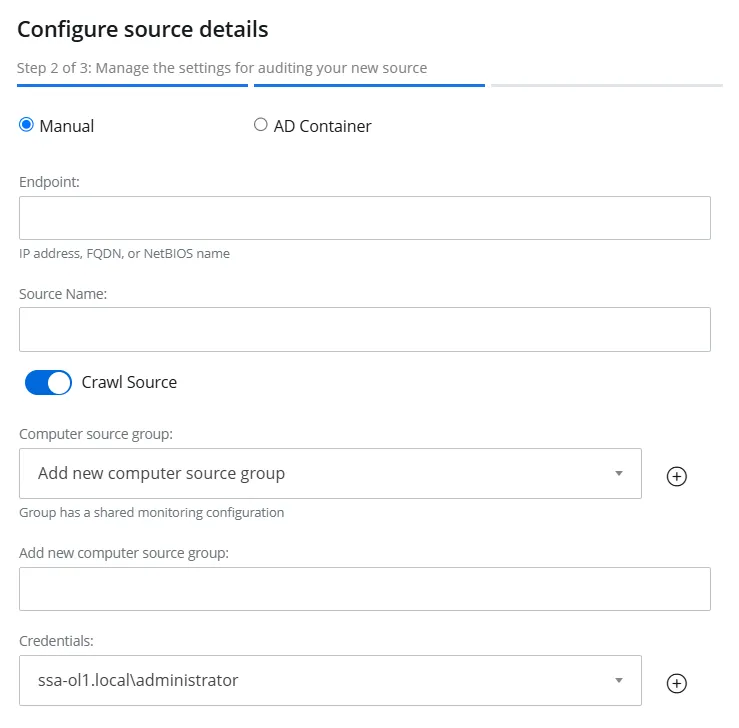 Configure source details
Step 2 of 3: Manage the settings for auditing your new source
Manual
AD Container
Endpoint:
IP address, FQDN, or NetBIOS name
Source Name:
Crawl Source
Computer source group:
Add new computer source group
Group has a shared monitoring configuration
Add new computer source group:
Credentials:
ssa-ol1.local\administrator